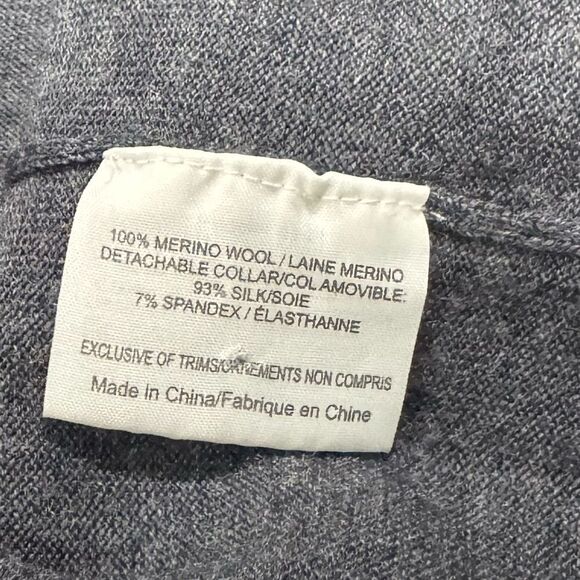 100% MERINO WOOL / LAINE MERINO
DETACHABLE COLLAR/COL AMOVIBLE:
93% SILK/SOIE
7% SPANDEX / ÉLASTHANNE
EXCLUSIVE OF TRIMS/ORNEMENTS NON COMPRIS
Made in China/Fabrique en Chine